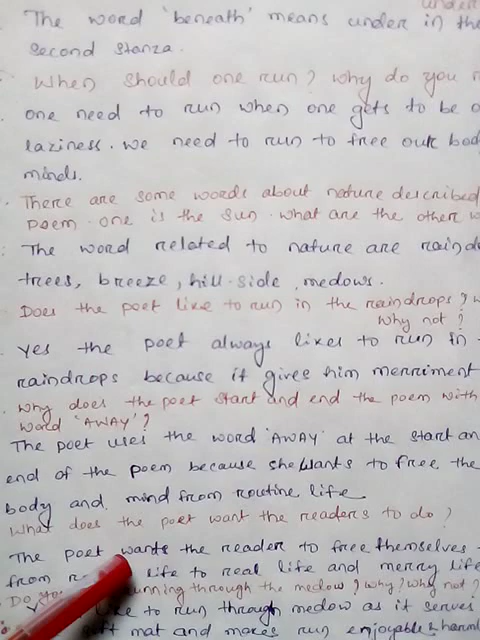 under
The word 'beneath' means under in the
second stanza.
When should one run? Why do you
one need to run when one gets to be
laziness. We need to run to free our bod
minds.
There are some words about nature described
poem. one is the sun. what are the other
The word related to nature are raind
trees, breeze, hill-side, medows.
Does the poet like to run in the raindrops?
Why not?
Yes the poet always likes to run in
raindrops because it gives him merriment
Why does the poet start and end the poem with
word 'AWAY'?
The poet uses the word 'AWAY' at the start an
end of the poem because she wants to free the
body and mind from routine life
What does the poet want the readers to do?
The poet wants the reader to free themselves
from life to real life and merry life
Do running through the medow? Why? Why not?
like to run through medow as it serves
mat and makes run enjoyable & harm